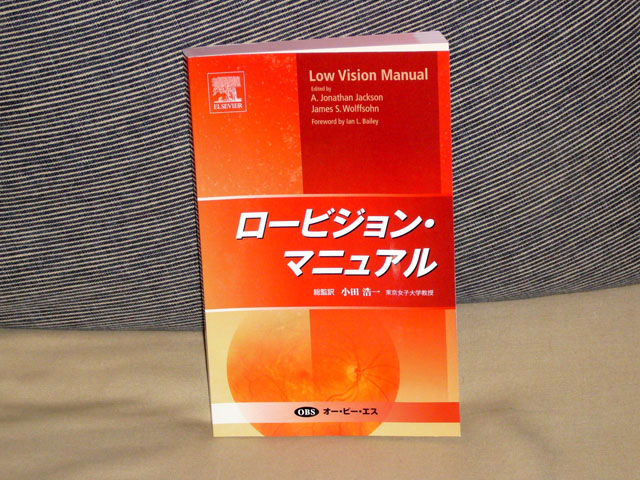 Low Vision Manual
Edited by
A. Jonathan Jackson
James S. Wolffsohn
Foreword by Ian L. Bailey
ELSEVIER
ロービジョン・
マニュアル
総監訳 小田 浩一 東京女子大学教授
OBS オー・ビー・エス